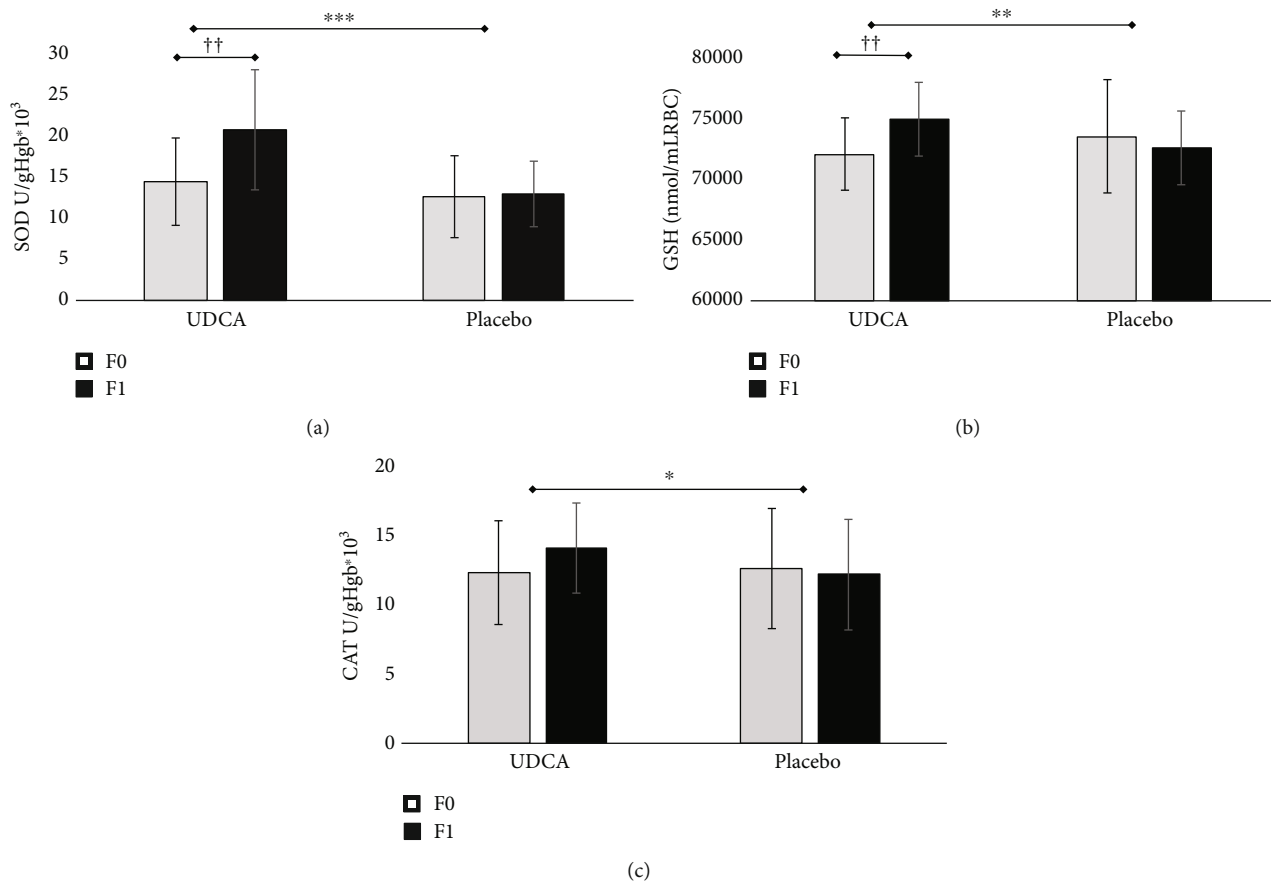 ***
††
30
25
20
15
10
5
0
SOD U/gHgb*10³
UDCA Placebo
F0
F1
(a)
**
††
80000
75000
70000
65000
60000
GSH (nmol/mLRBC)
UDCA Placebo
F0
F1
(b)
*
20
15
10
5
0
CAT U/gHgb*10³
UDCA Placebo
F0
F1
(c)